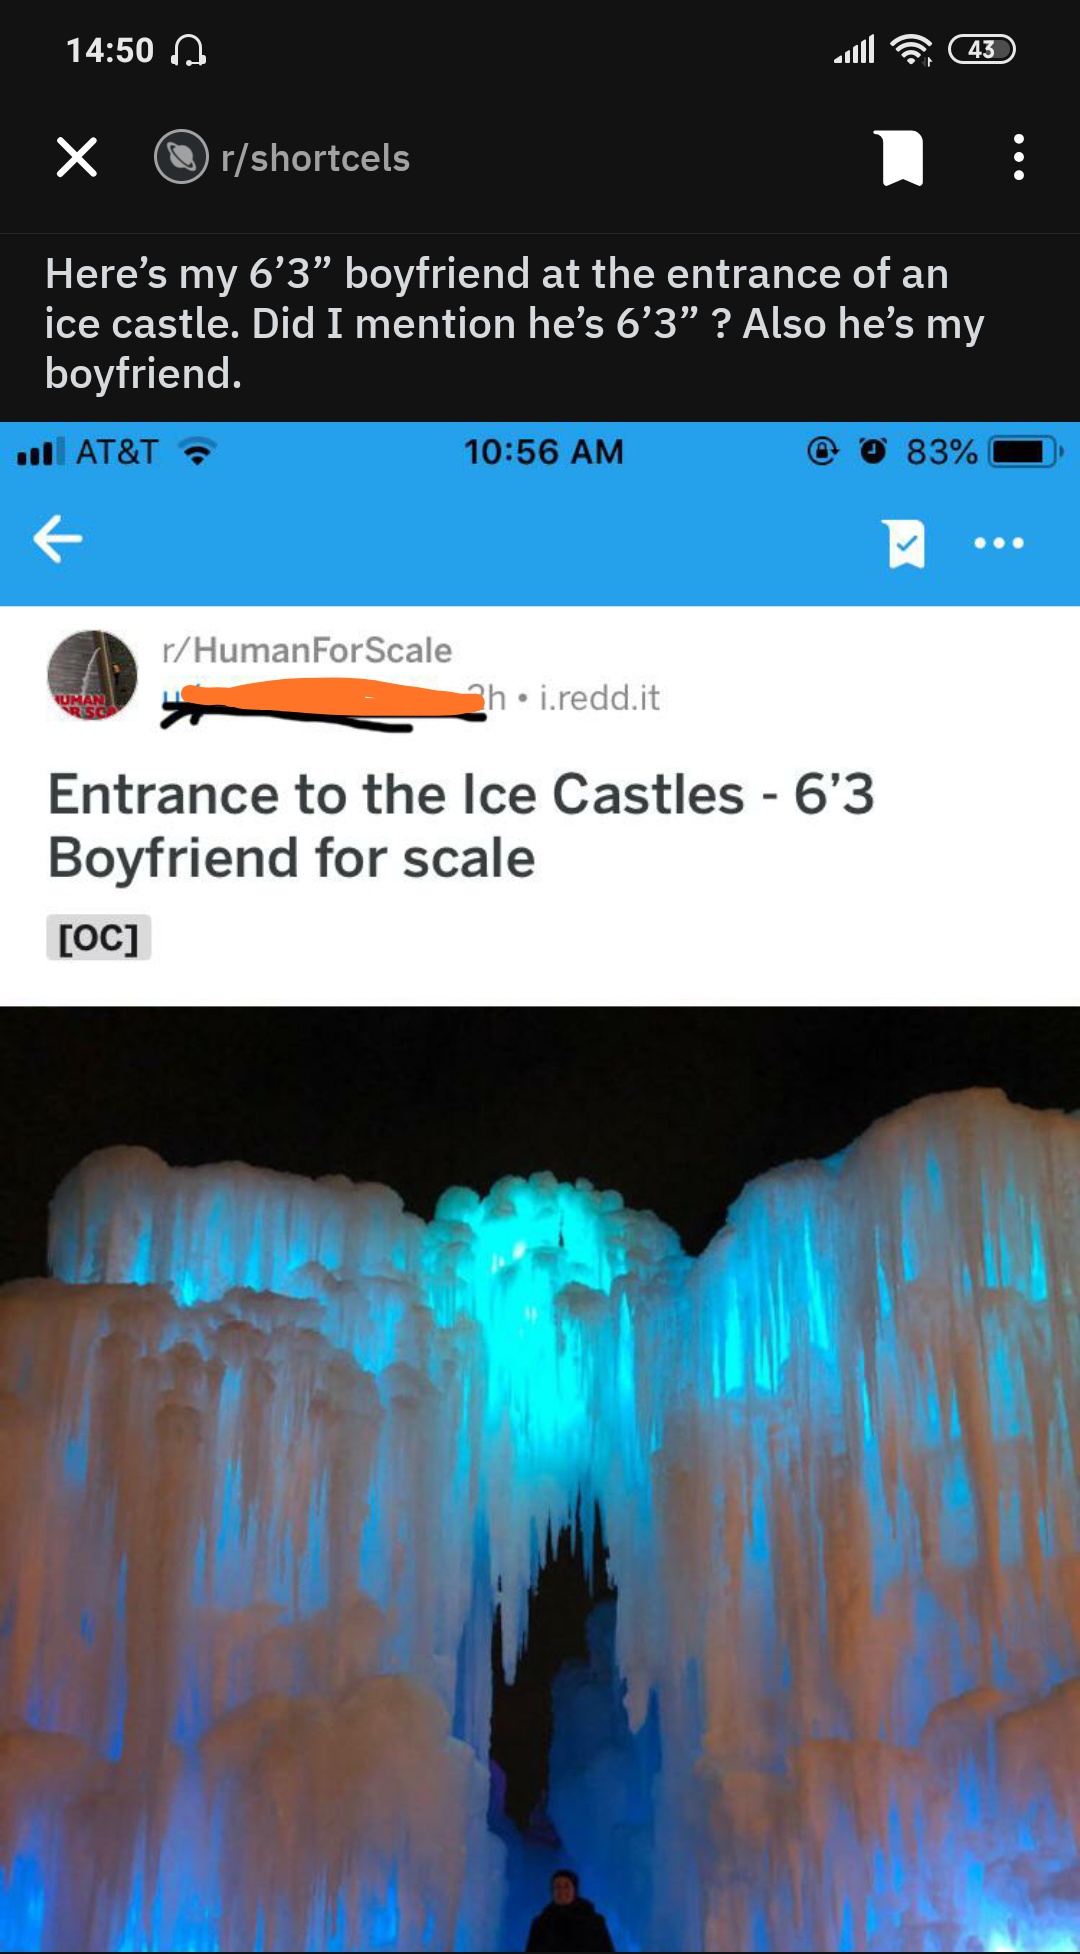 14:50
43
r/shortcels
Here’s my 6’3” boyfriend at the entrance of an
ice castle. Did I mention he’s 6’3” ? Also he’s my
boyfriend.
AT&T 10:56 AM 83%
r/HumanForScale
HUMAN
2h • i.redd.it
Entrance to the Ice Castles - 6’3
Boyfriend for scale
[OC]